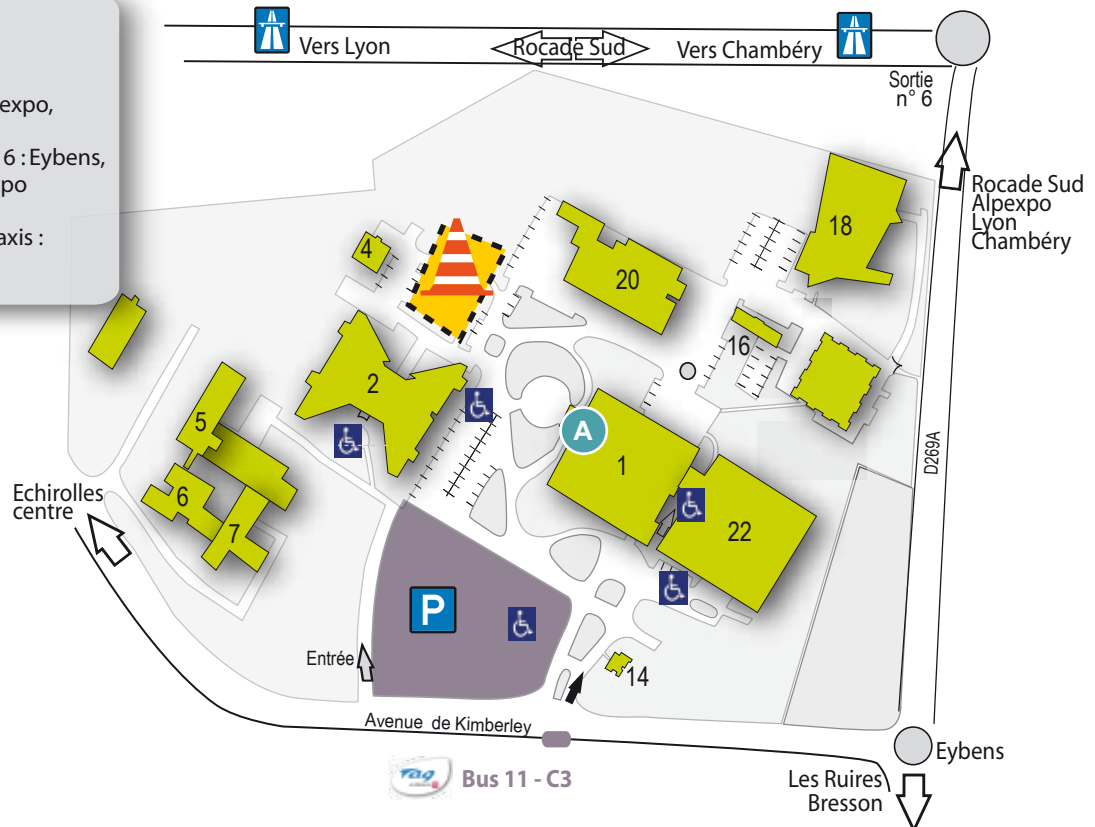 Vers Lyon
Rocade Sud
Vers Chambéry
Sortie
n° 6
expo,
6 : Eybens,
po
axis :
Rocade Sud
Alpexpo
Lyon
Chambéry
18
4
20
16
2
A
5
1
D269A
Echirolles
centre
6
7
22
P
Entrée
14
Avenue de Kimberley
Eybens
Tag
Bus 11 - C3
Les Ruires
Bresson